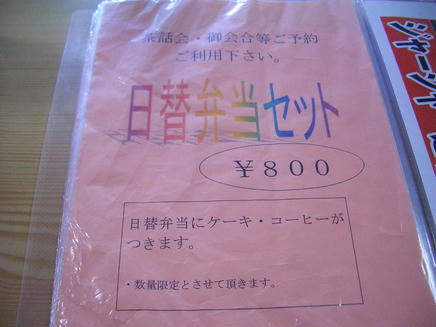 茶話会・御会合等ご予約
ご利用下さい。
日替弁当セット
￥８００
日替弁当にケーキ・コーヒーが
つきます。
・数量限定とさせて頂きます。